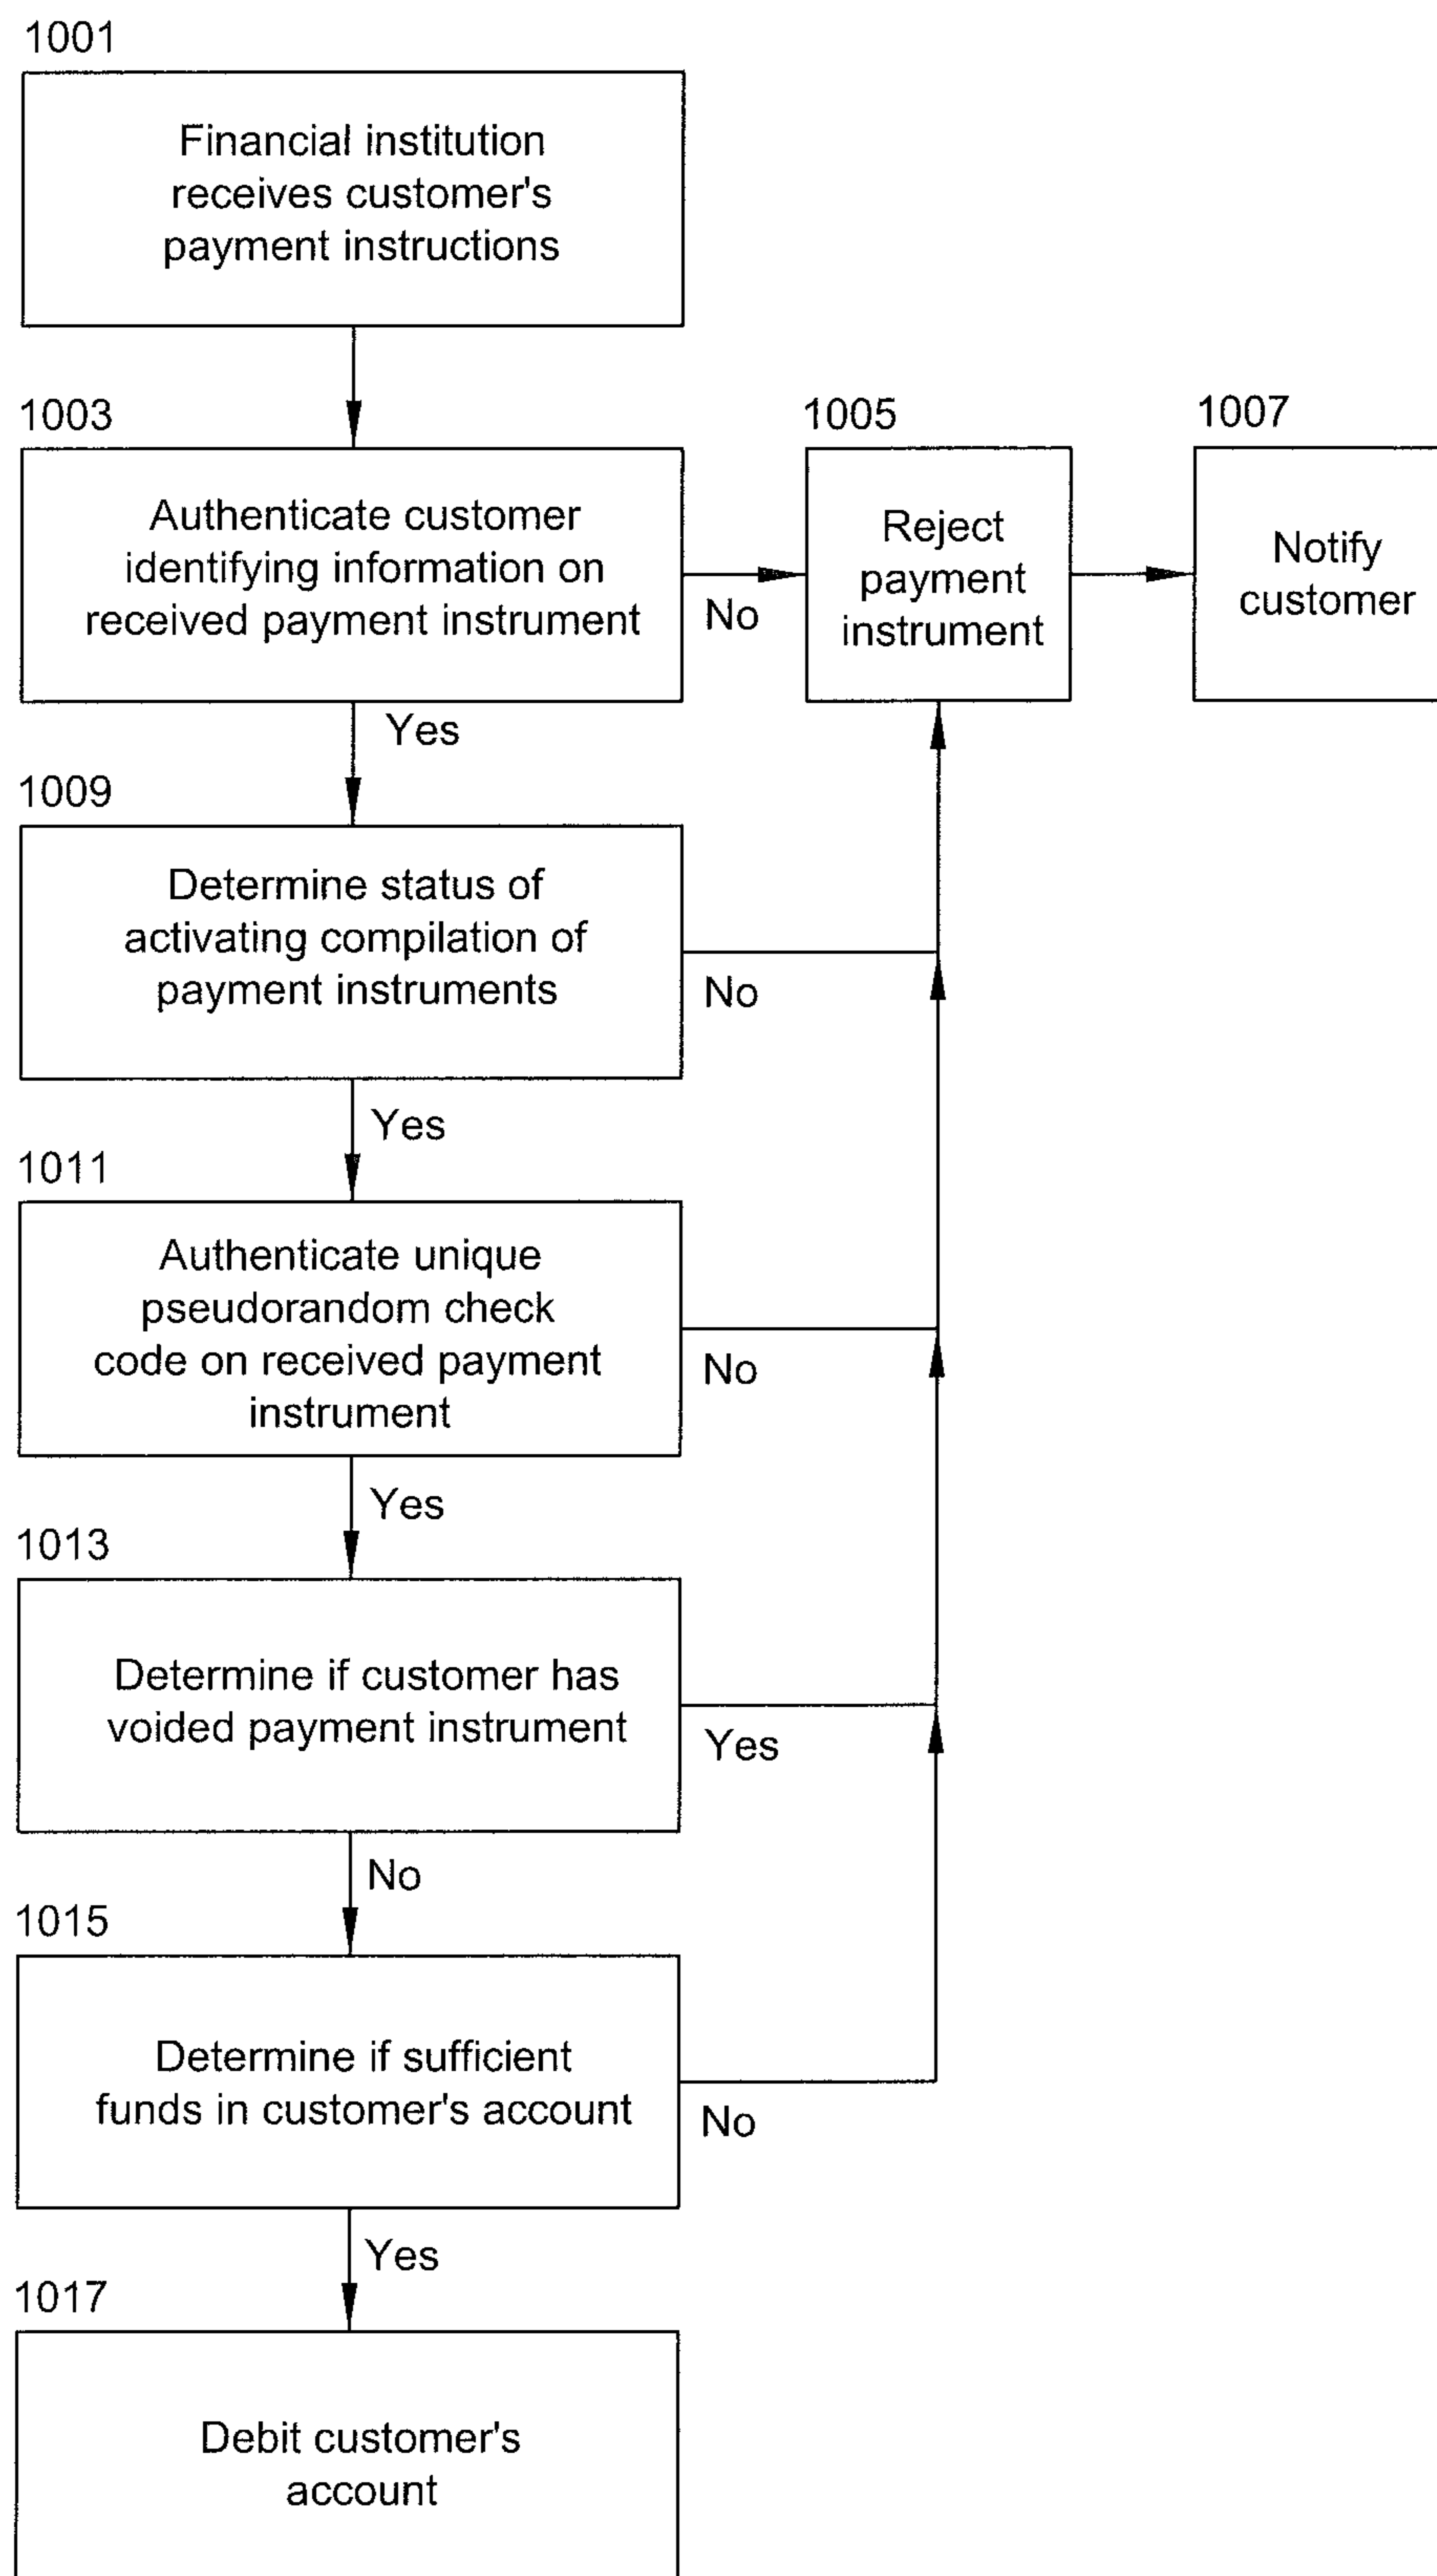 1001
Financial institution
receives customer's
payment instructions
1003
Authenticate customer
identifying information on
received payment instrument
No
Yes
1005
Reject
payment
instrument
1007
Notify
customer
1009
Determine status of
activating compilation of
payment instruments
No
Yes
1011
Authenticate unique
pseudorandom check
code on received payment
instrument
No
Yes
1013
Determine if customer has
voided payment instrument
Yes
No
1015
Determine if sufficient
funds in customer's account
No
Yes
1017
Debit customer's
account